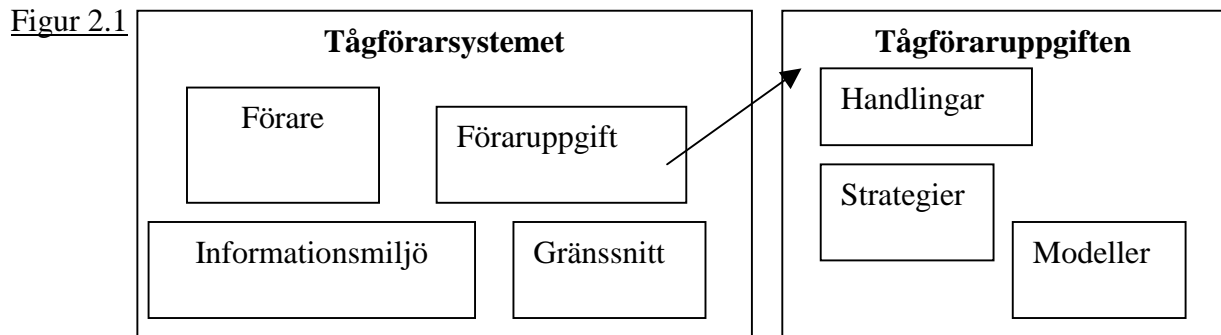 Figur 2.1
Tågförarsystemet
Förare
Föraruppgift
Informationsmiljö
Gränssnitt
Tågföraruppgiften
Handlingar
Strategier
Modeller